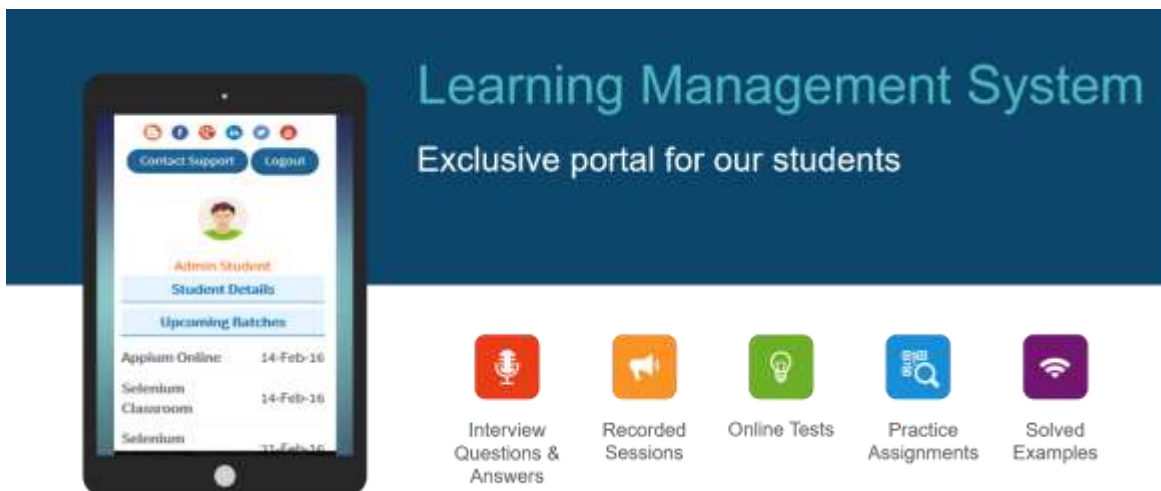 Learning Management System
Exclusive portal for our students
Contact Support
Logout
Admin Student
Student Details
Upcoming Batches
Appium Online 14-Feb-16
Selenium
Classroom 14-Feb-16
Selenium
Interview
Questions &
Answers
Recorded
Sessions
Online Tests
Practice
Assignments
Solved
Examples